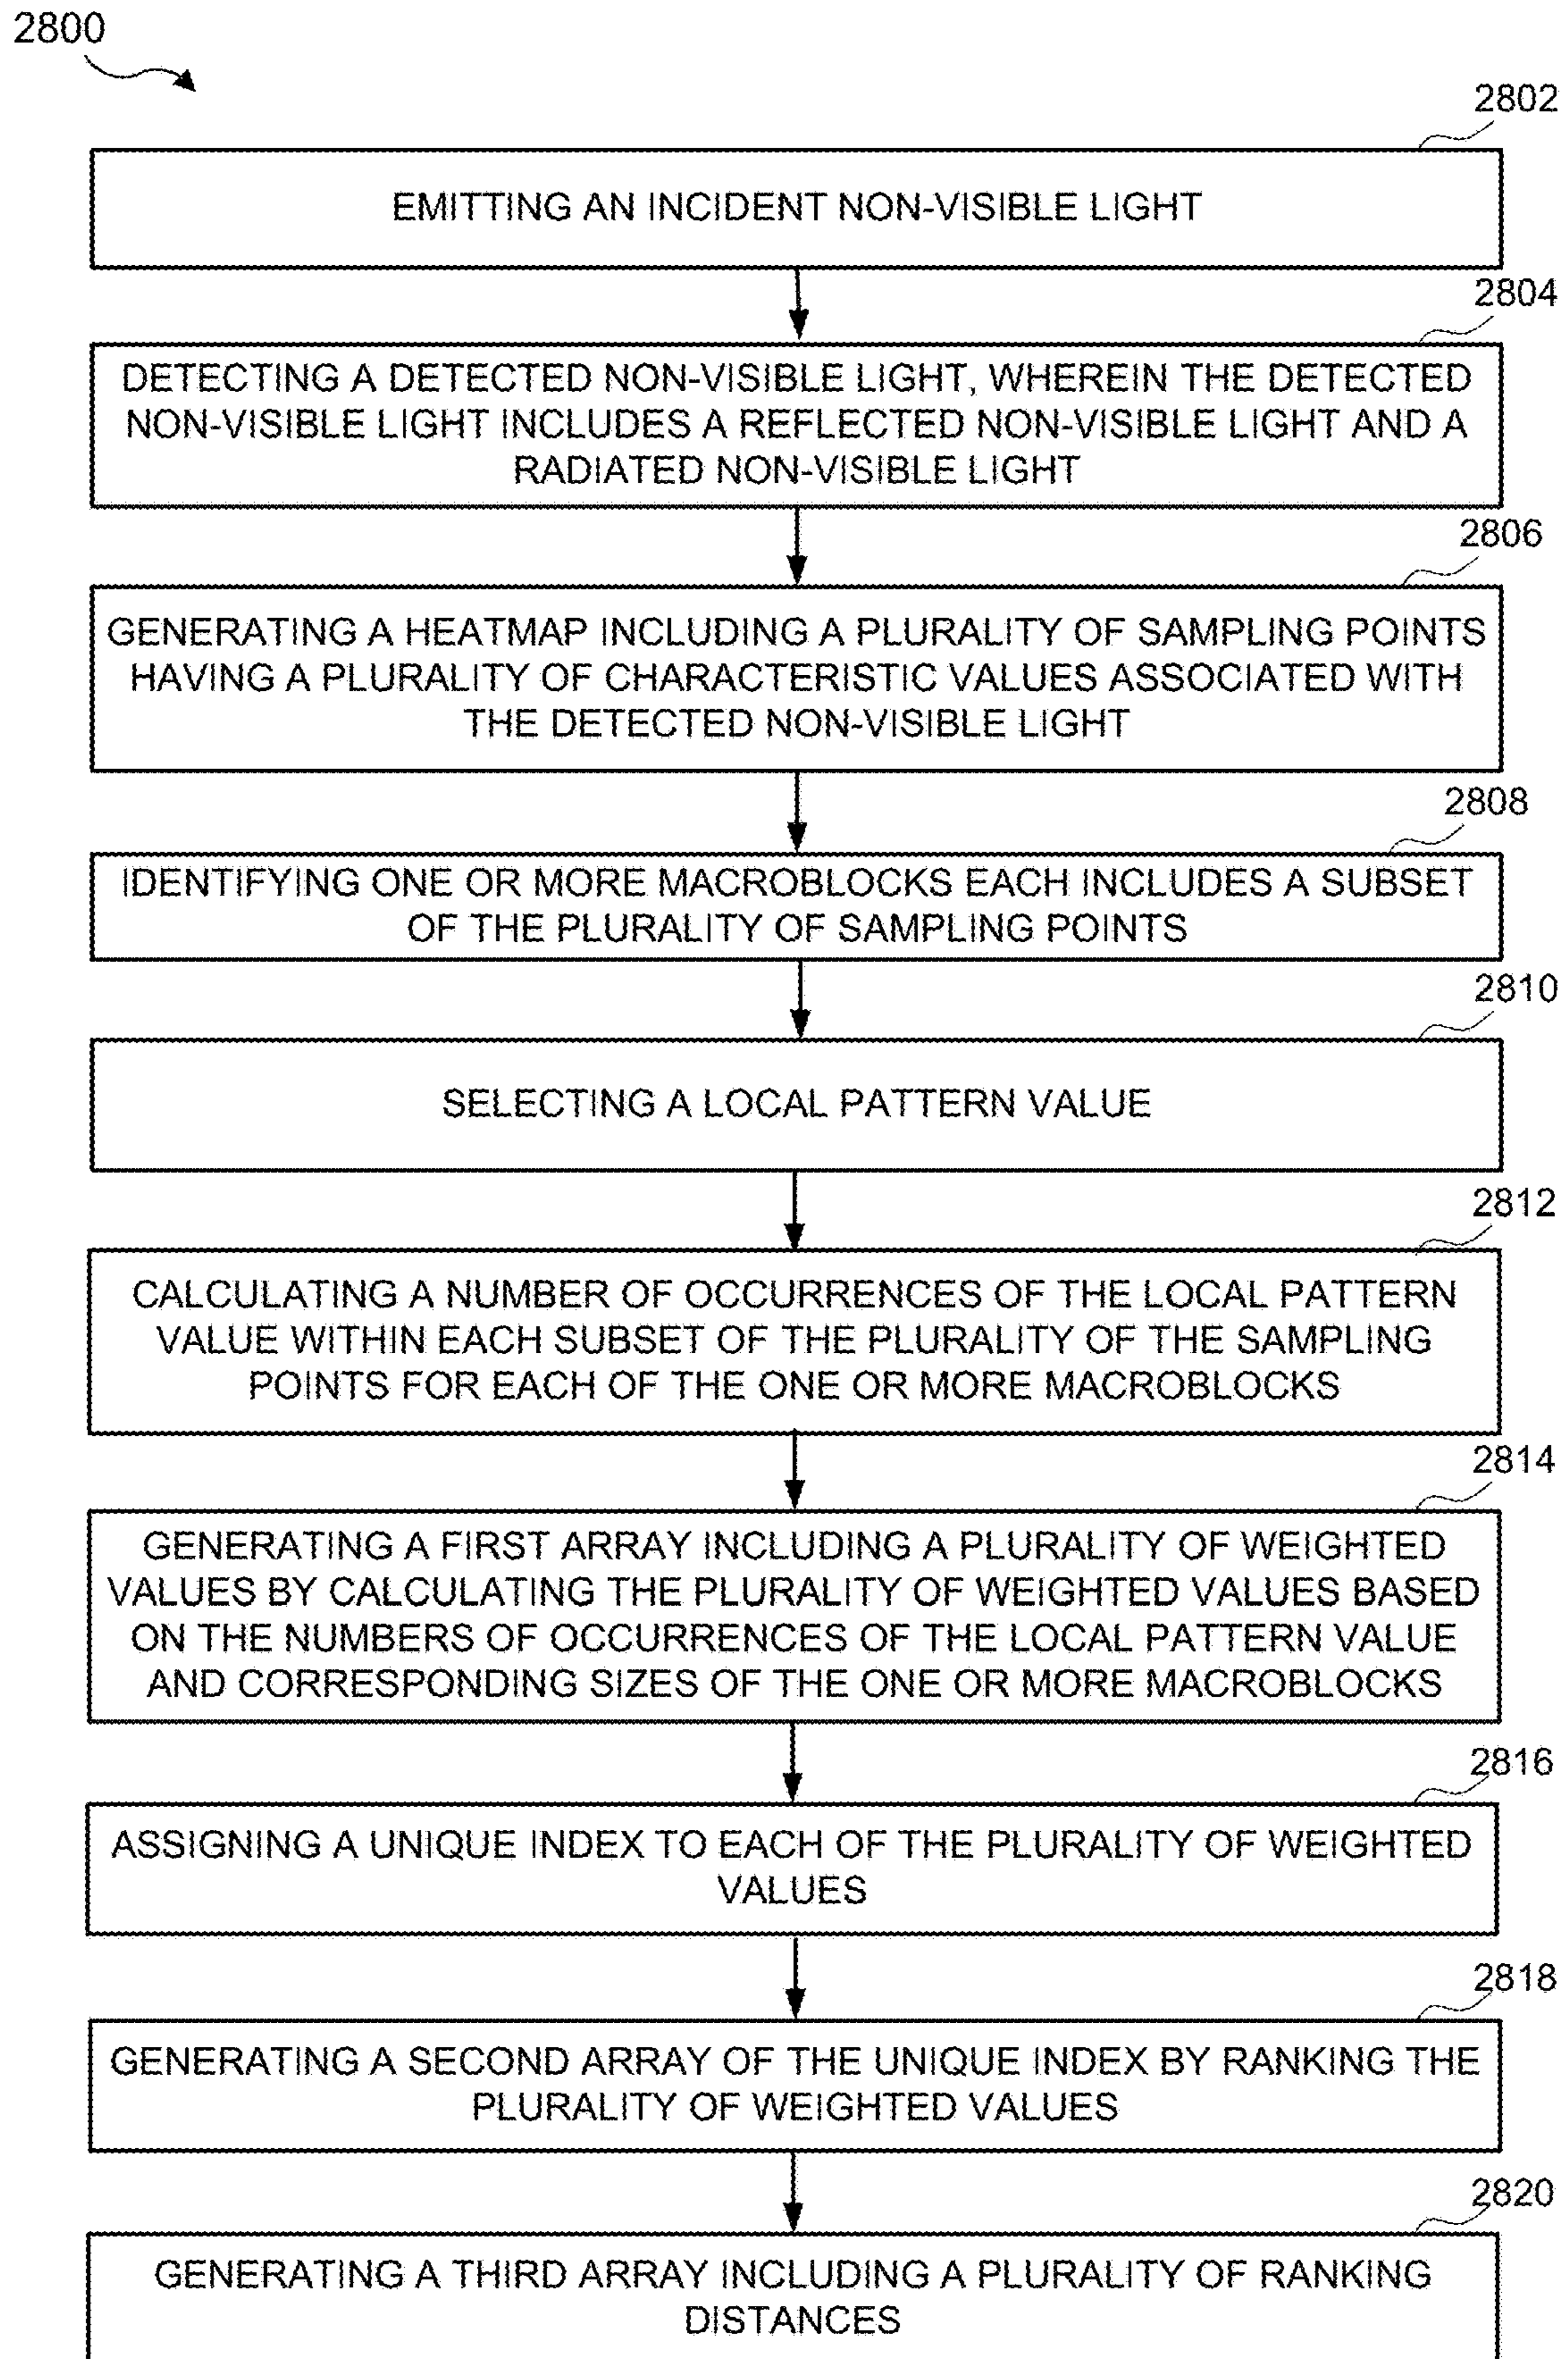 2800
2802
EMITTING AN INCIDENT NON-VISIBLE LIGHT
2804
DETECTING A DETECTED NON-VISIBLE LIGHT, WHEREIN THE DETECTED
NON-VISIBLE LIGHT INCLUDES A REFLECTED NON-VISIBLE LIGHT AND A
RADIATED NON-VISIBLE LIGHT
2806
GENERATING A HEATMAP INCLUDING A PLURALITY OF SAMPLING POINTS
HAVING A PLURALITY OF CHARACTERISTIC VALUES ASSOCIATED WITH
THE DETECTED NON-VISIBLE LIGHT
2808
IDENTIFYING ONE OR MORE MACROBLOCKS EACH INCLUDES A SUBSET
OF THE PLURALITY OF SAMPLING POINTS
2810
SELECTING A LOCAL PATTERN VALUE
2812
CALCULATING A NUMBER OF OCCURRENCES OF THE LOCAL PATTERN
VALUE WITHIN EACH SUBSET OF THE PLURALITY OF THE SAMPLING
POINTS FOR EACH OF THE ONE OR MORE MACROBLOCKS
2814
GENERATING A FIRST ARRAY INCLUDING A PLURALITY OF WEIGHTED
VALUES BY CALCULATING THE PLURALITY OF WEIGHTED VALUES BASED
ON THE NUMBERS OF OCCURRENCES OF THE LOCAL PATTERN VALUE
AND CORRESPONDING SIZES OF THE ONE OR MORE MACROBLOCKS
2816
ASSIGNING A UNIQUE INDEX TO EACH OF THE PLURALITY OF WEIGHTED
VALUES
2818
GENERATING A SECOND ARRAY OF THE UNIQUE INDEX BY RANKING THE
PLURALITY OF WEIGHTED VALUES
2820
GENERATING A THIRD ARRAY INCLUDING A PLURALITY OF RANKING
DISTANCES